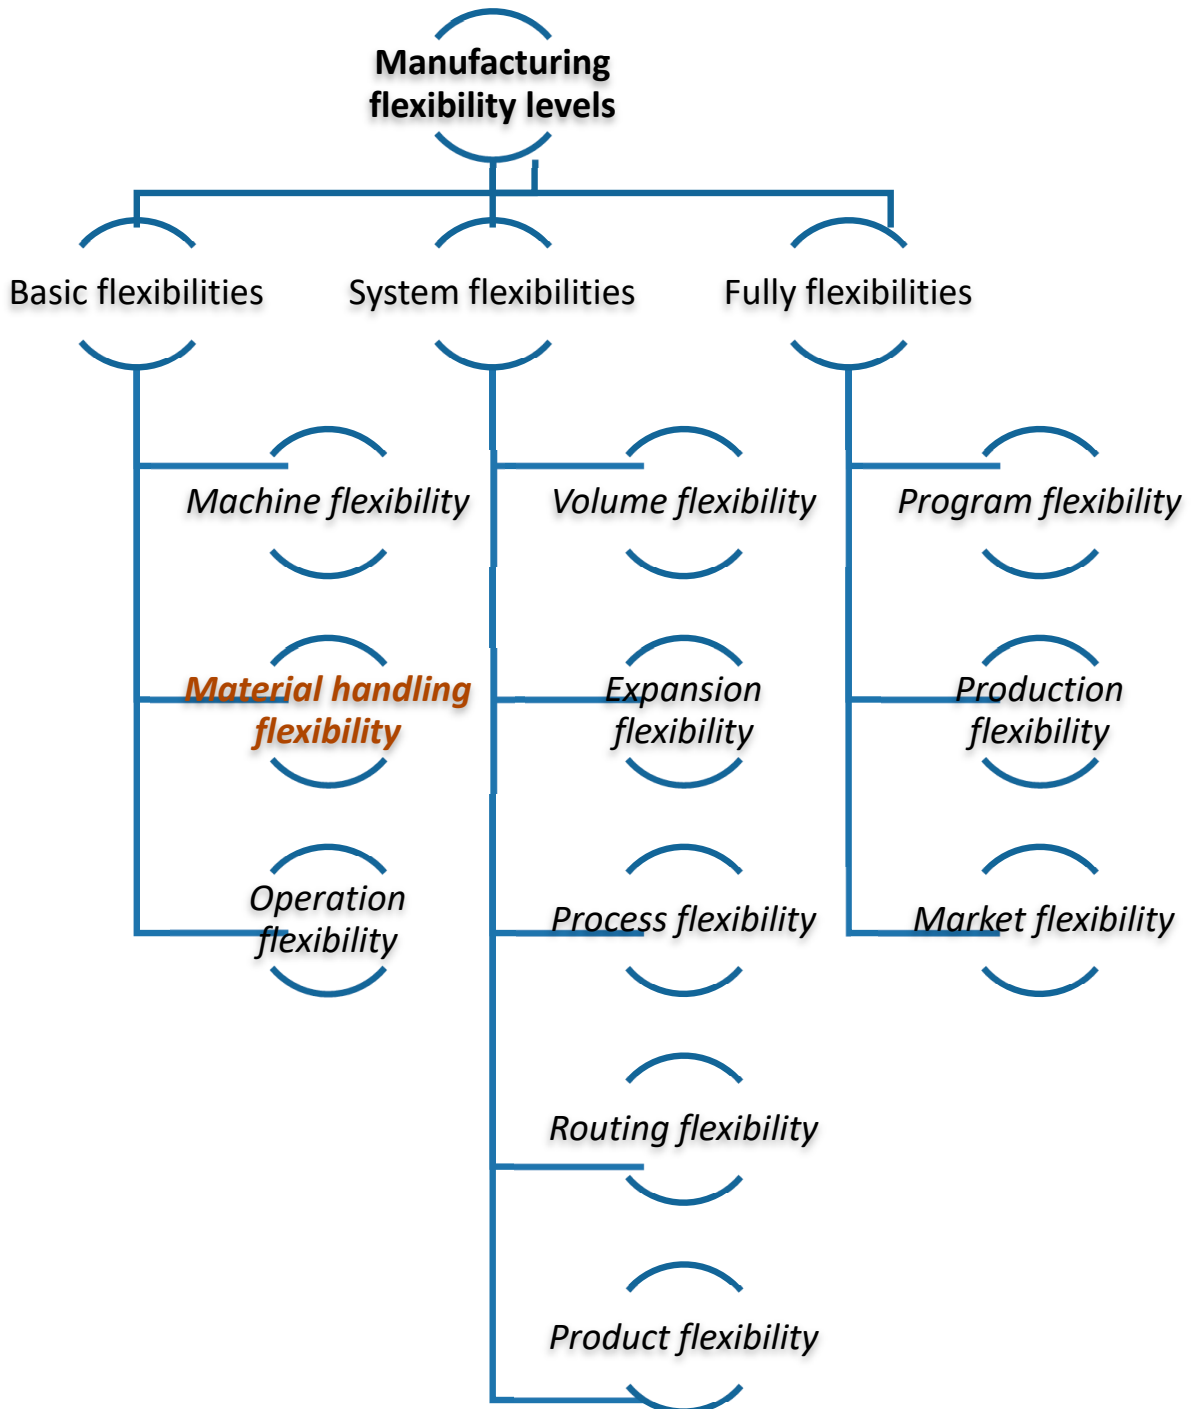 Manufacturing
flexibility levels
Basic flexibilities
System flexibilities
Fully flexibilities
Machine flexibility
Volume flexibility
Program flexibility
Material handling
flexibility
Expansion
flexibility
Production
flexibility
Operation
flexibility
Process flexibility
Market flexibility
Routing flexibility
Product flexibility